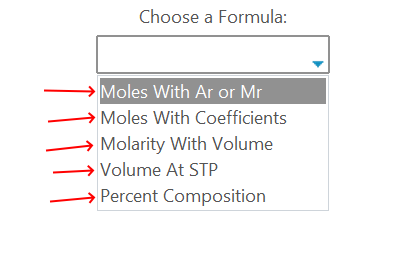 Choose a Formula:
Moles With Ar or Mr
Moles With Coefficients
Molarity With Volume
Volume At STP
Percent Composition